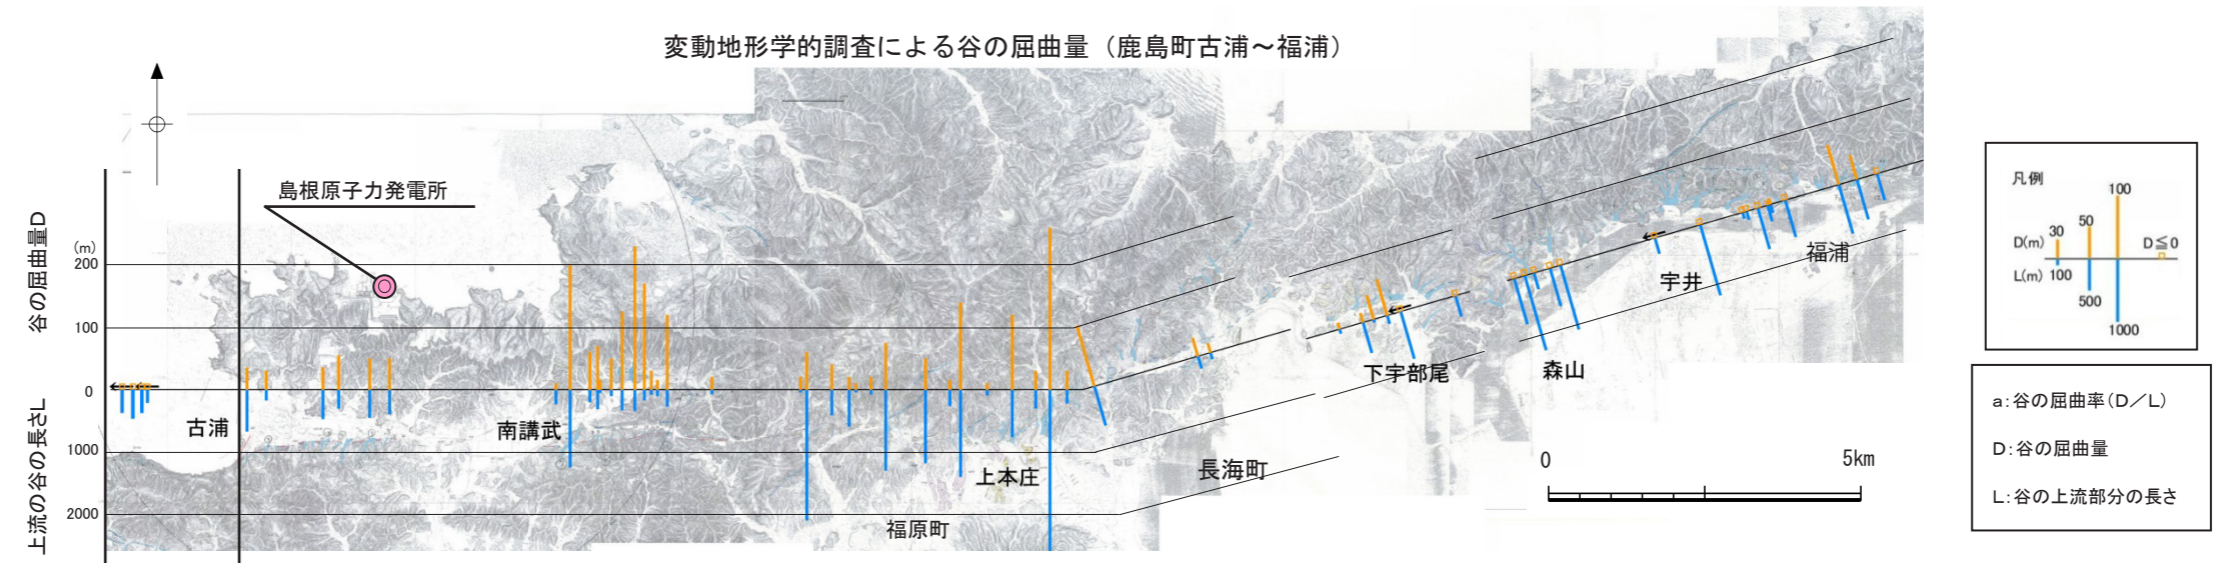 変動地形学的調査による谷の屈曲量（鹿島町古浦～福浦）
島根原子力発電所
谷の屈曲量D
(m)
200
100
0
1000
2000
上流の谷の長さL
古浦
南講武
福原町
上本庄
長海町
下宇部尾
森山
宇井
福浦
0
5km
凡例
100
50
30
D(m)
D≦0
L(m)
100
500
1000
a：谷の屈曲率(D／L)
D：谷の屈曲量
L：谷の上流部分の長さ